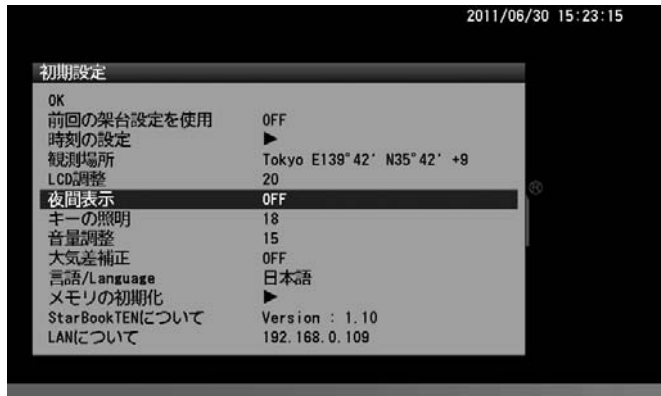 2011/06/30 15:23:15
初期設定
OK
前回の架台設定を使用 OFF
時刻の設定 ▶
観測場所 Tokyo E139°42′ N35°42′ +9
LCD調整 20
夜間表示 OFF
キーの照明 18
音量調整 15
大気差補正 OFF
言語/Language 日本語
メモリの初期化 ▶
StarBookTENについて Version : 1.10
LANについて 192.168.0.109
®